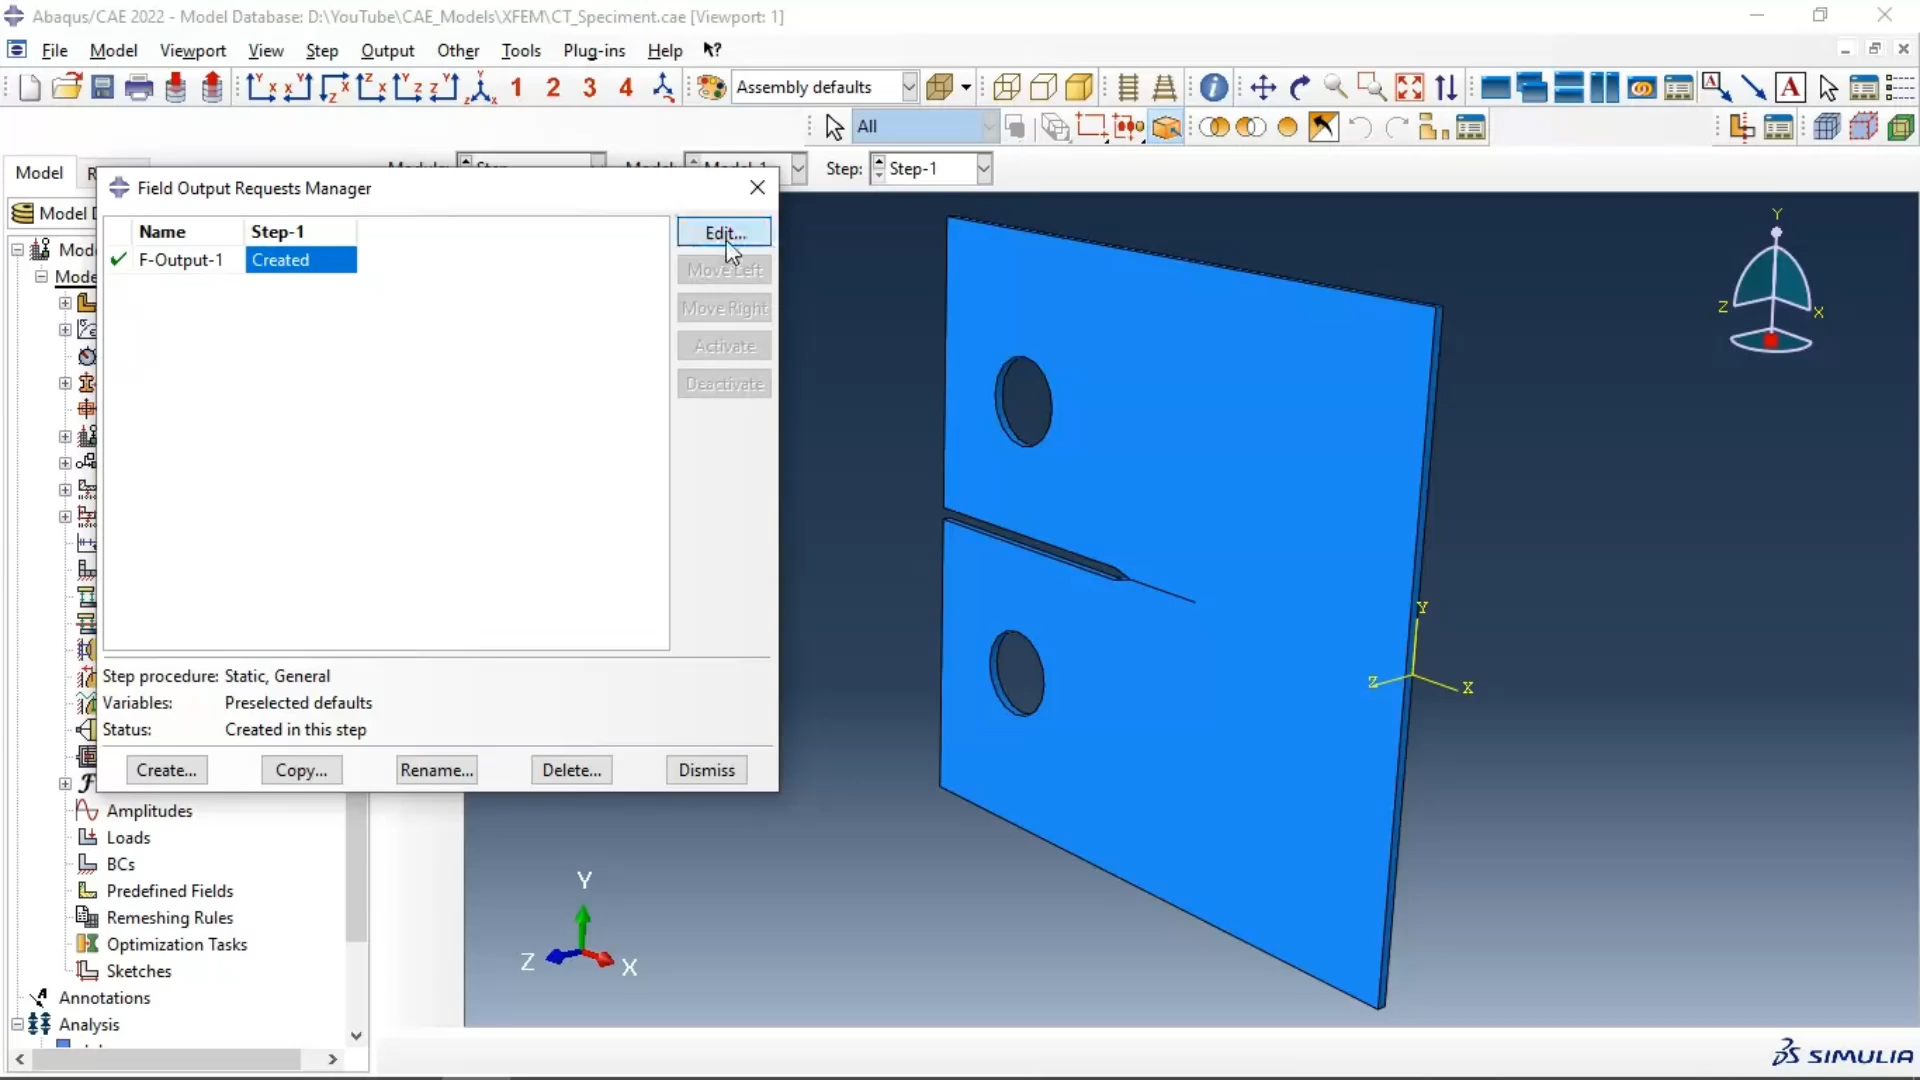 Abaqus/CAE 2022 - Model Database: D:\YouTube\CAE_Models\XFEM\CT_Speciment.cae [Viewport: 1]
File Model Viewport View Step Output Other Tools Plug-ins Help
1 2 3 4 Assembly defaults
All
Model
Step: Step-1
Field Output Requests Manager
Model
Name Step-1 Edit...
F-Output-1 Created
Move Left
Move Right
Activate
Deactivate
Step procedure: Static, General
Variables: Preselected defaults
Status: Created in this step
Create... Copy... Rename... Delete... Dismiss
Amplitudes
Loads
BCs
Predefined Fields
Remeshing Rules
Optimization Tasks
Sketches
Annotations
Analysis
Y
Z X
Y
Z X
Y
Z X
SIMULIA